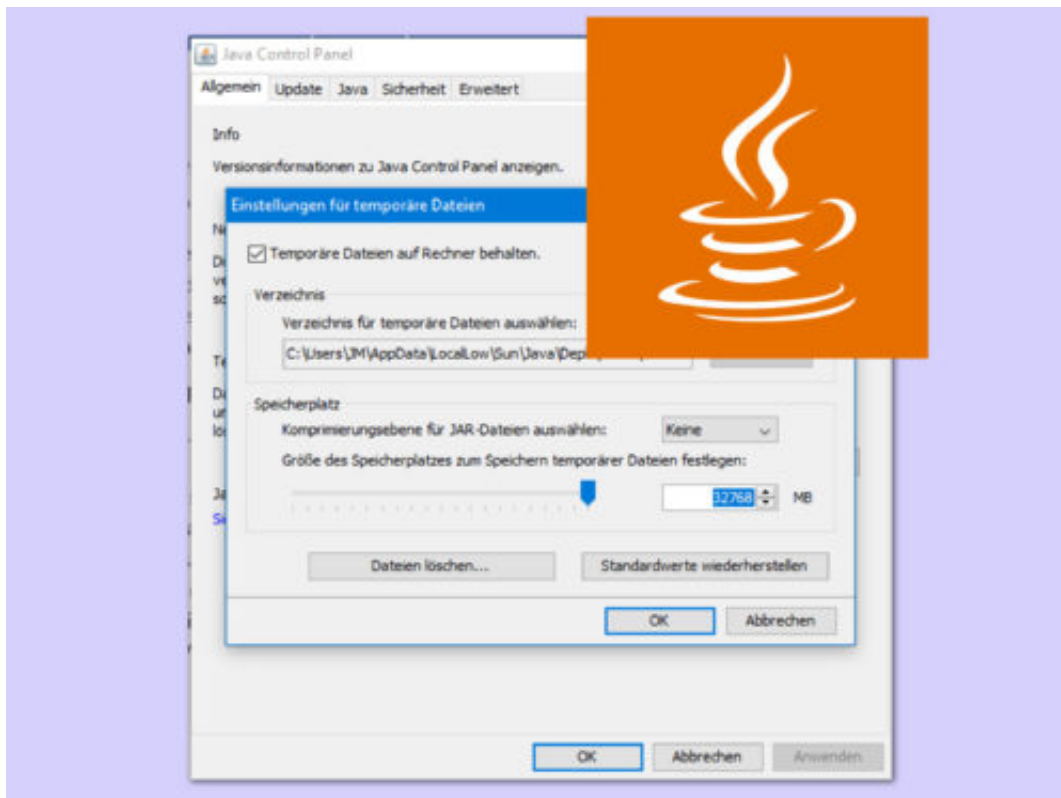 Java Control Panel
Allgemein Update Java Sicherheit Erweitert
Info
Versionsinformationen zu Java Control Panel anzeigen.
Einstellungen für temporäre Dateien
Temporäre Dateien auf Rechner behalten.
Verzeichnis
Verzeichnis für temporäre Dateien auswählen:
C:\Users\JM\AppData\LocalLow\Sun\Java\Dep
Speicherplatz
Komprimierungsebene für JAR-Dateien auswählen: Keine
Größe des Speicherplatzes zum Speichern temporärer Dateien festlegen:
32768 MB
Dateien löschen... Standardwerte wiederherstellen
OK Abbrechen
OK Abbrechen Anwenden